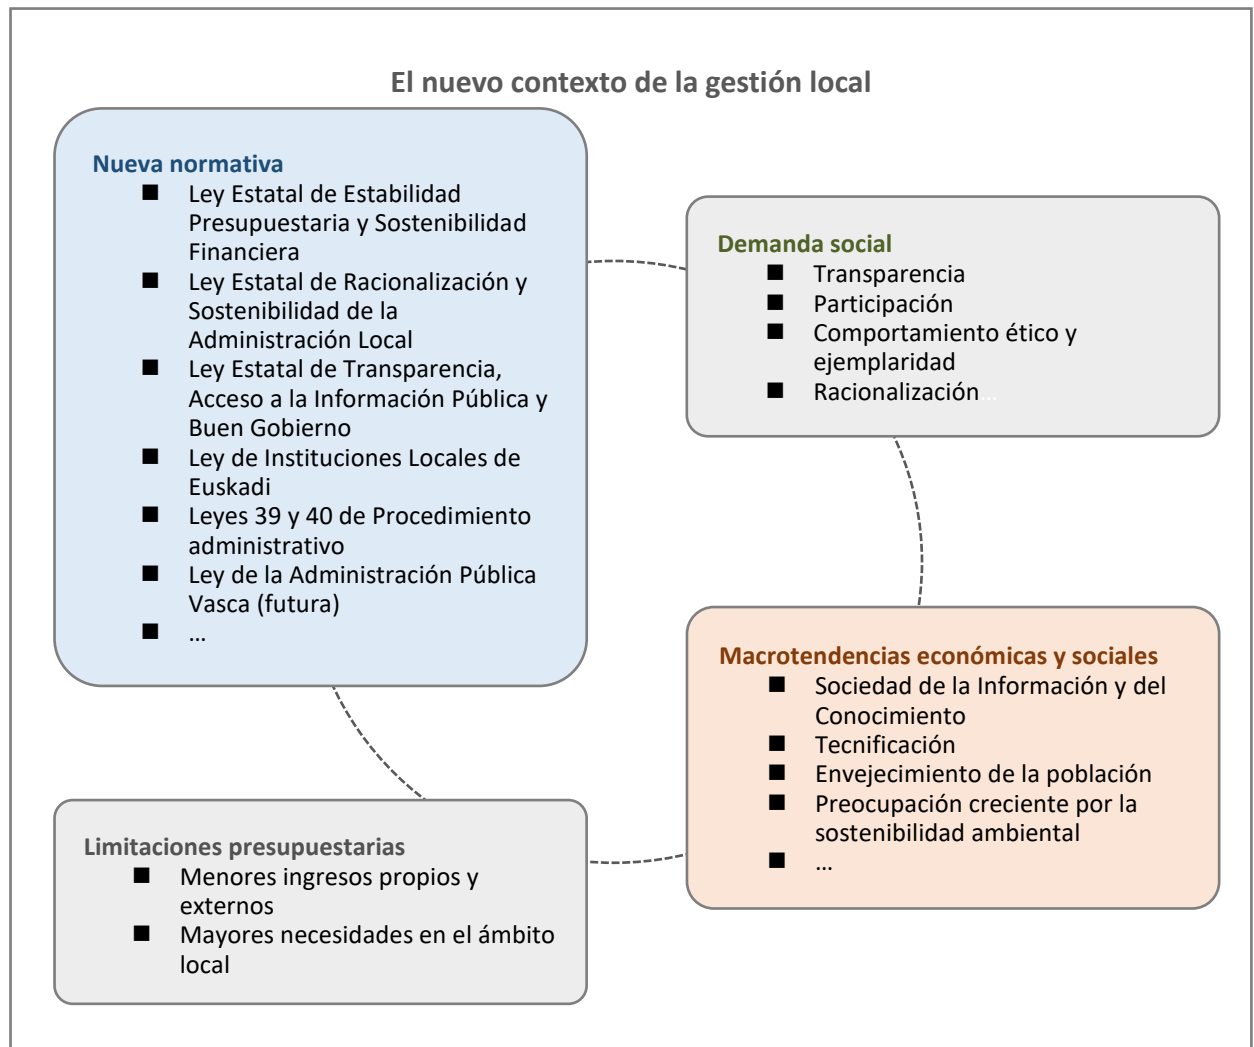 El nuevo contexto de la gestión local
Nueva normativa
■ Ley Estatal de Estabilidad
Presupuestaria y Sostenibilidad
Financiera
■ Ley Estatal de Racionalización y
Sostenibilidad de la
Administración Local
■ Ley Estatal de Transparencia,
Acceso a la Información Pública y
Buen Gobierno
■ Ley de Instituciones Locales de
Euskadi
■ Leyes 39 y 40 de Procedimiento
administrativo
■ Ley de la Administración Pública
Vasca (futura)
■ …
Demanda social
■ Transparencia
■ Participación
■ Comportamiento ético y
ejemplaridad
■ Racionalización…
Macrotendencias económicas y sociales
■ Sociedad de la Información y del
Conocimiento
■ Tecnificación
■ Envejecimiento de la población
■ Preocupación creciente por la
sostenibilidad ambiental
■ …
Limitaciones presupuestarias
■ Menores ingresos propios y
externos
■ Mayores necesidades en el ámbito
local